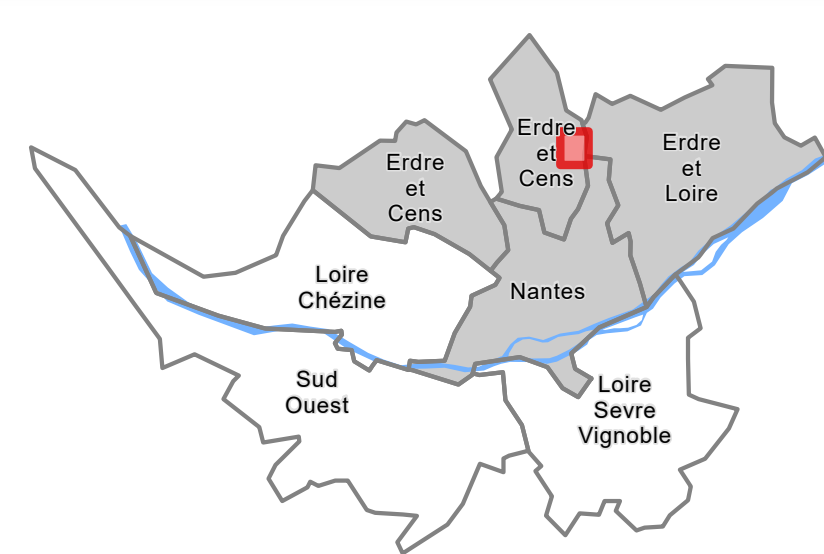 Erdre
et
Cens
Erdre
et
Loire
Erdre
et
Cens
Loire
Chézine
Nantes
Sud
Ouest
Loire
Sevre
Vignoble